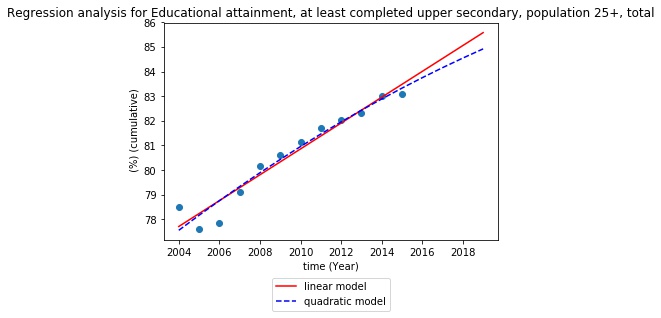 Regression analysis for Educational attainment, at least completed upper secondary, population 25+, total
86
85
84
83
82
81
80
79
78
(%) (cumulative)
2004 2006 2008 2010 2012 2014 2016 2018
time (Year)
linear model
quadratic model